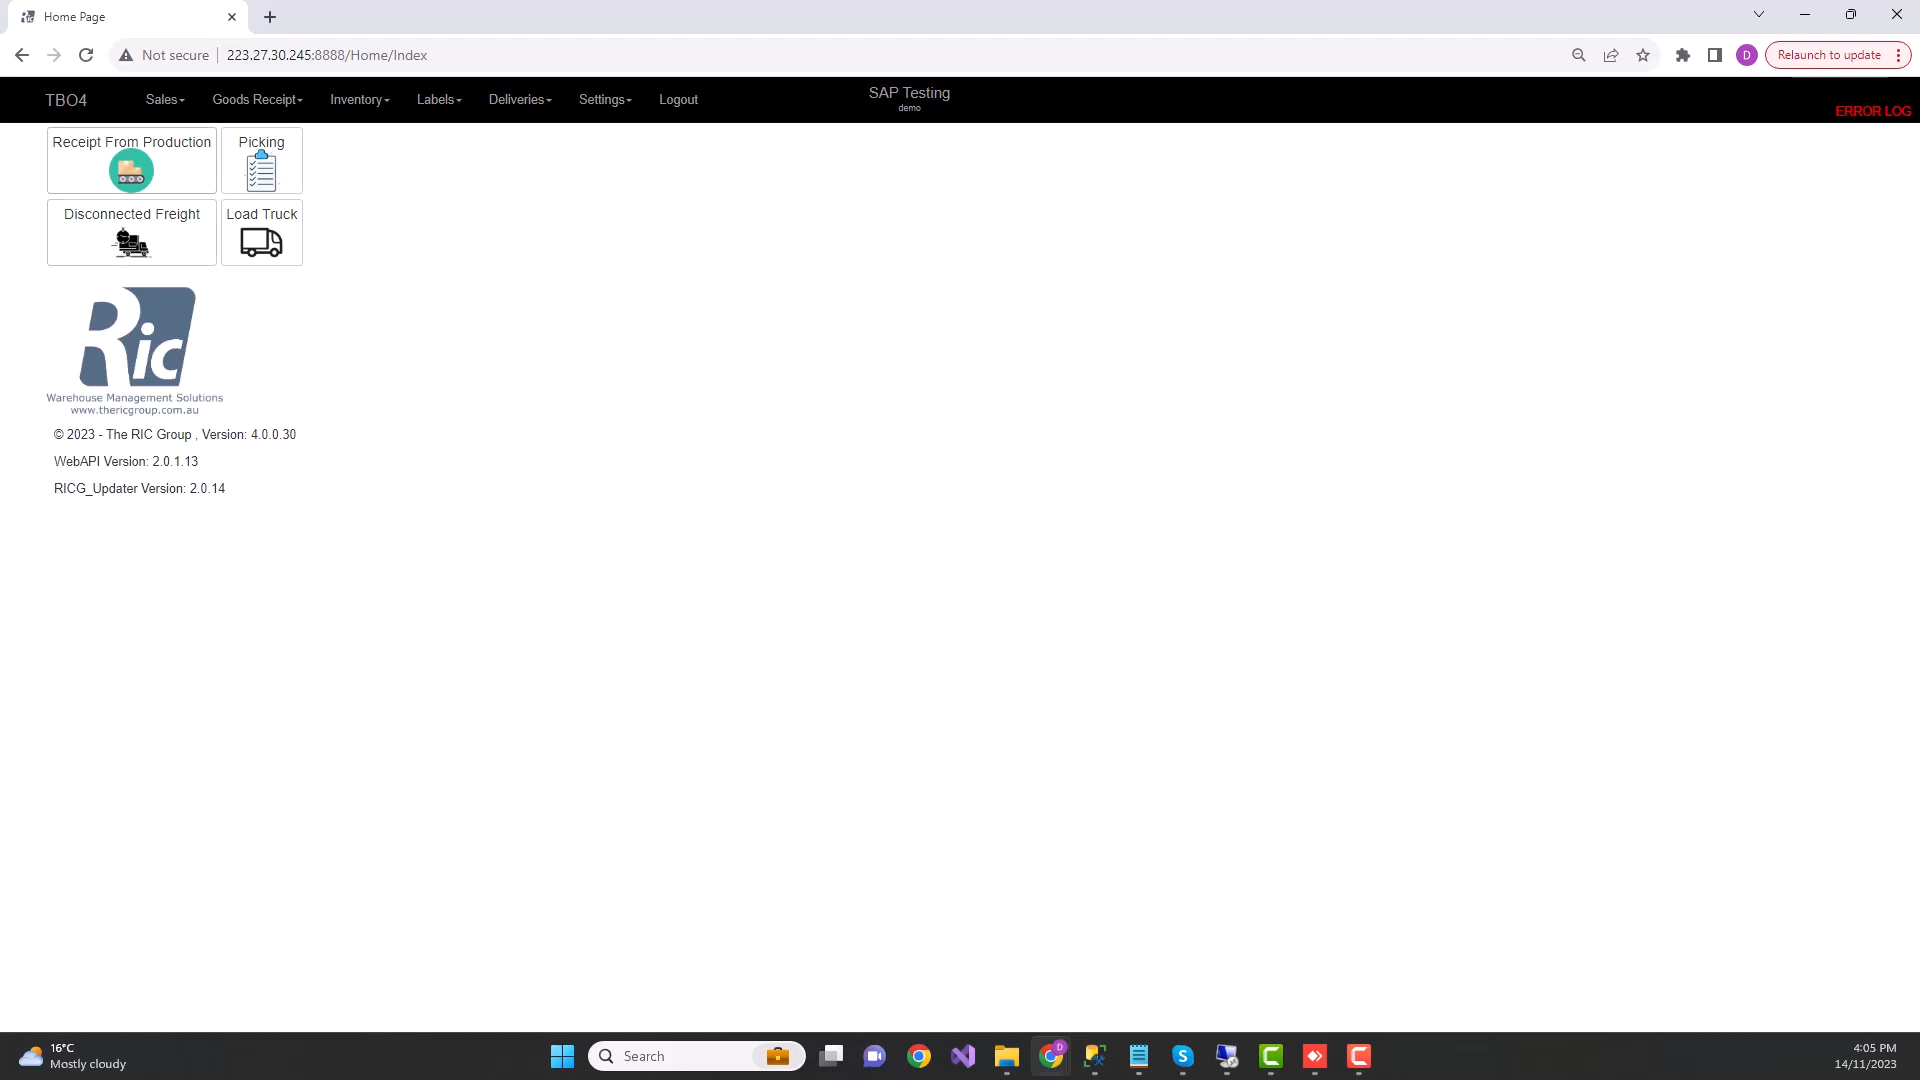 Home Page
Not secure
223.27.30.245:8888/Home/Index
D
Relaunch to update
TBO4
Sales
Goods Receipt
Inventory
Labels
Deliveries
Settings
Logout
SAP Testing
demo
ERROR LOG
Receipt From Production
Picking
Disconnected Freight
Load Truck
Ric
Warehouse Management Solutions
www.thericgroup.com.au
© 2023 - The RIC Group , Version: 4.0.0.30
WebAPI Version: 2.0.1.13
RICG_Updater Version: 2.0.14
16°C
Mostly cloudy
Search
D
4:05 PM
14/11/2023